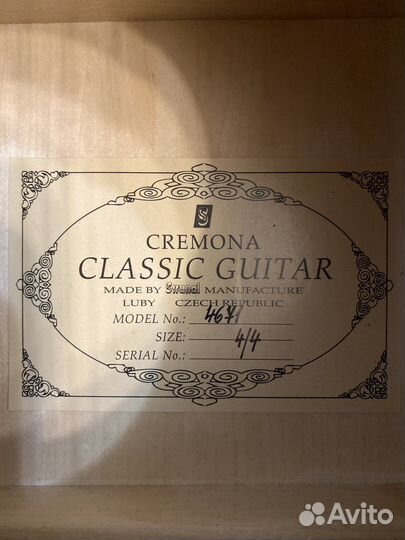 CREMONA
CLASSIC GUITAR
MADE BY Strunal MANUFACTURE
LUBY CZECH REPUBLIC
MODEL No.: 4671
SIZE: 4/4
SERIAL No.:
Avito